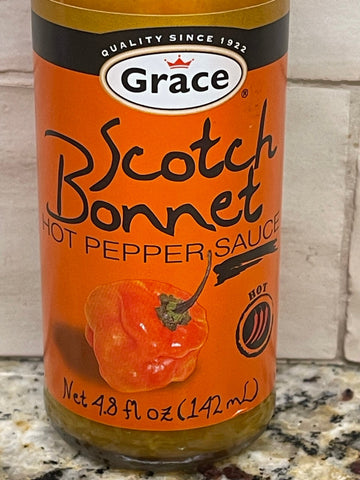 QUALITY SINCE 1922
Grace®
Scotch
Bonnet
HOT PEPPER SAUCE
HOT
Net 4.8 fl oz (142 mL)